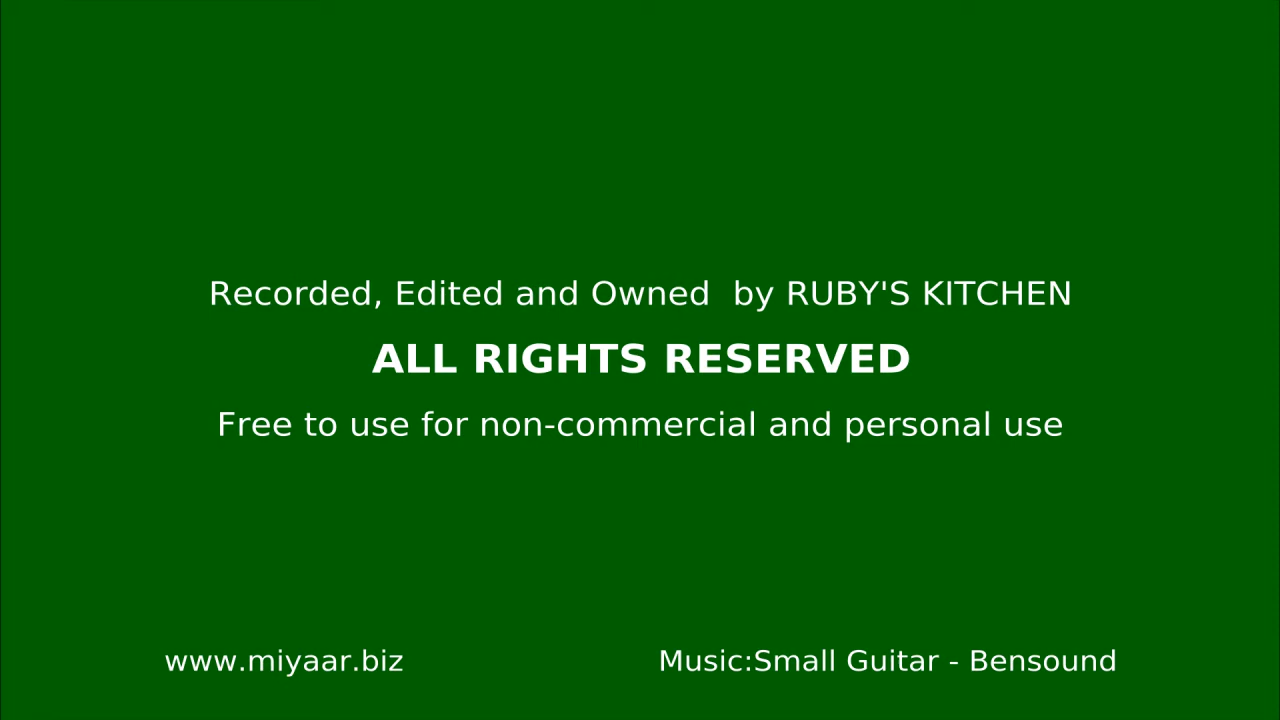 Recorded, Edited and Owned  by RUBY'S KITCHEN
ALL RIGHTS RESERVED
Free to use for non-commercial and personal use
www.miyaar.biz
Music:Small Guitar - Bensound